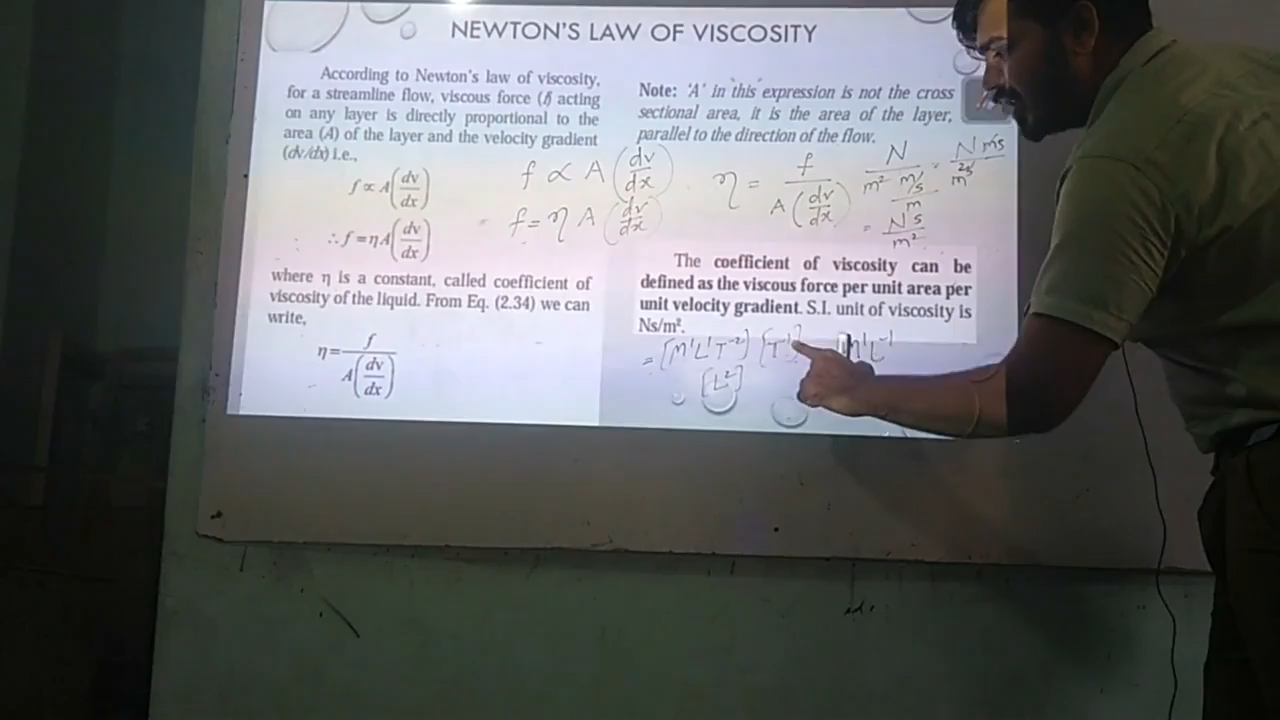 NEWTON'S LAW OF VISCOSITY
According to Newton's law of viscosity,
for a streamline flow, viscous force (f) acting
on any layer is directly proportional to the
area (A) of the layer and the velocity gradient
(dv/dx) i.e.,
f ∝ A(dv/dx)
∴ f = ηA(dv/dx)
where η is a constant, called coefficient of
viscosity of the liquid. From Eq. (2.34) we can
write,
η = f / A(dv/dx)
f ∝ A (dv/dx)
f = η A (dv/dx)
Note: 'A' in this expression is not the cross
sectional area, it is the area of the layer,
parallel to the direction of the flow.
η = f / A(dv/dx)
N / m² m/s / m
= N s / m²
The coefficient of viscosity can be
defined as the viscous force per unit area per
unit velocity gradient. S.I. unit of viscosity is
Ns/m².
= [M¹L¹T⁻²] [T¹]
[L²]